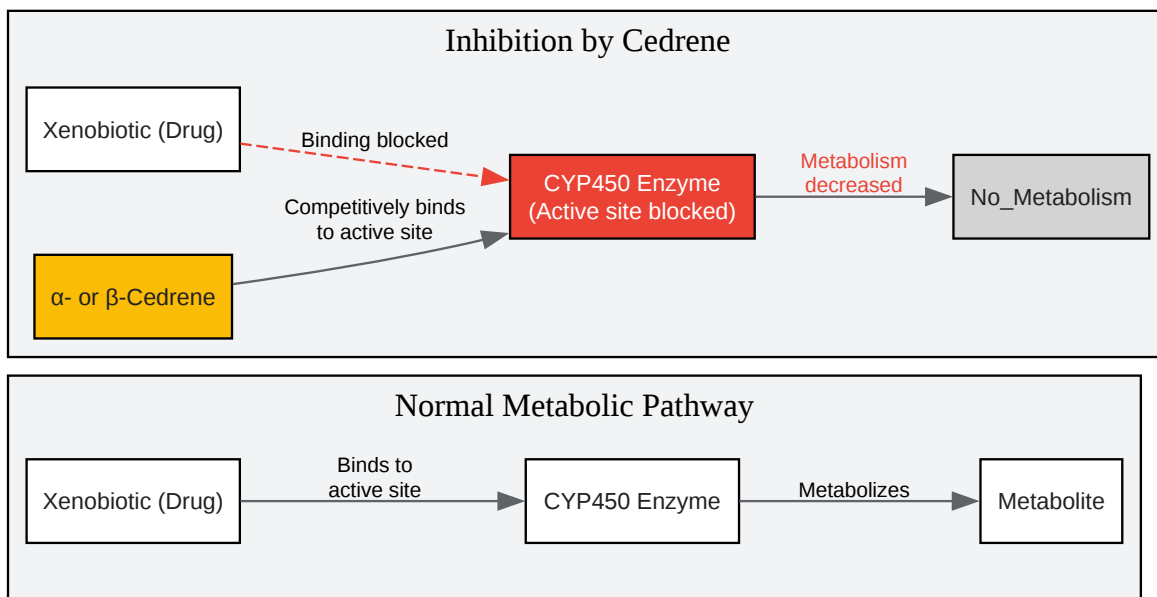 Inhibition by Cedrene
Xenobiotic (Drug)
Binding blocked
Competitively binds
to active site
α- or β-Cedrene
CYP450 Enzyme
(Active site blocked)
Metabolism
decreased
No_Metabolism
Normal Metabolic Pathway
Xenobiotic (Drug)
Binds to
active site
CYP450 Enzyme
Metabolizes
Metabolite